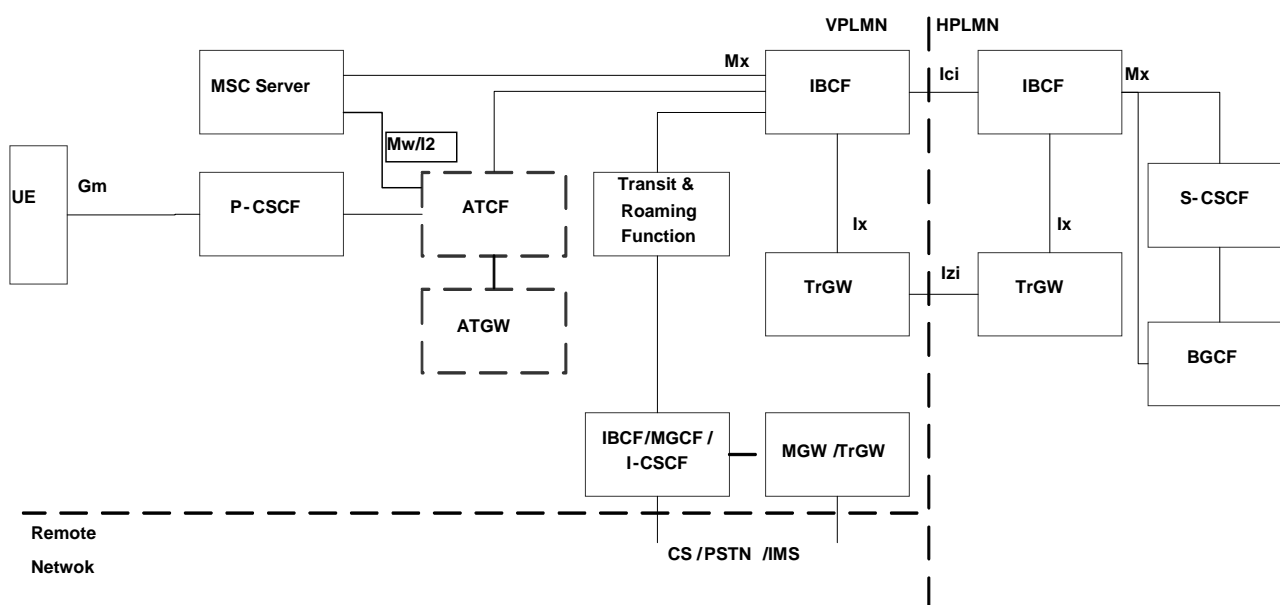 VPLMN
HPLMN
MSC Server
Mx
IBCF
Ici
IBCF
Mx
Mw/I2
UE
Gm
P-CSCF
ATCF
Transit &
Roaming
Function
S-CSCF
Ix
Ix
TrGW
Izi
TrGW
ATGW
BGCF
IBCF/MGCF/
I-CSCF
MGW /TrGW
Remote
Netwok
CS /PSTN /IMS